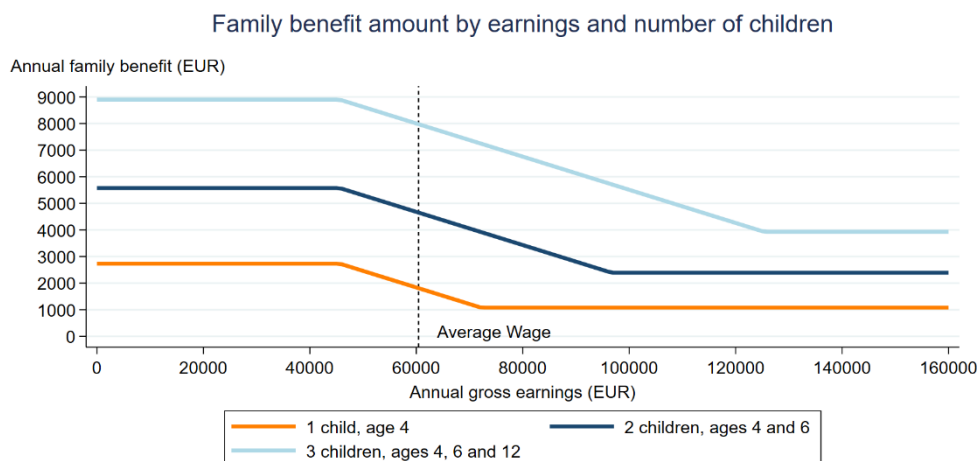 Family benefit amount by earnings and number of children
Annual family benefit (EUR)
9000
8000
7000
6000
5000
4000
3000
2000
1000
0
Average Wage
0 20000 40000 60000 80000 100000 120000 140000 160000
Annual gross earnings (EUR)
1 child, age 4 2 children, ages 4 and 6
3 children, ages 4, 6 and 12